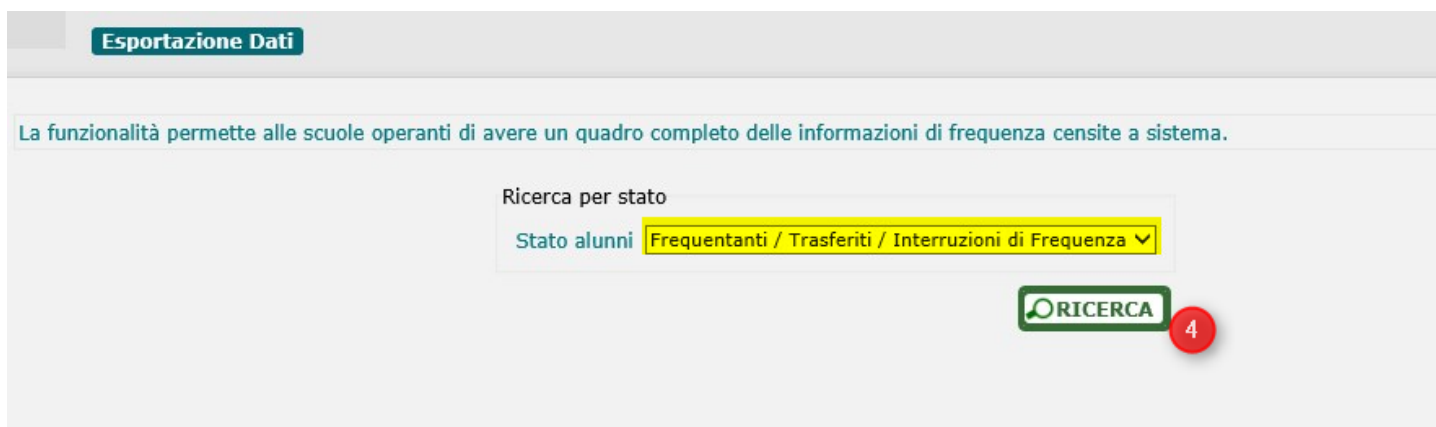 Esportazione Dati
La funzionalità permette alle scuole operanti di avere un quadro completo delle informazioni di frequenza censite a sistema.
Ricerca per stato
Stato alunni Frequentanti / Trasferiti / Interruzioni di Frequenza
RICERCA
4